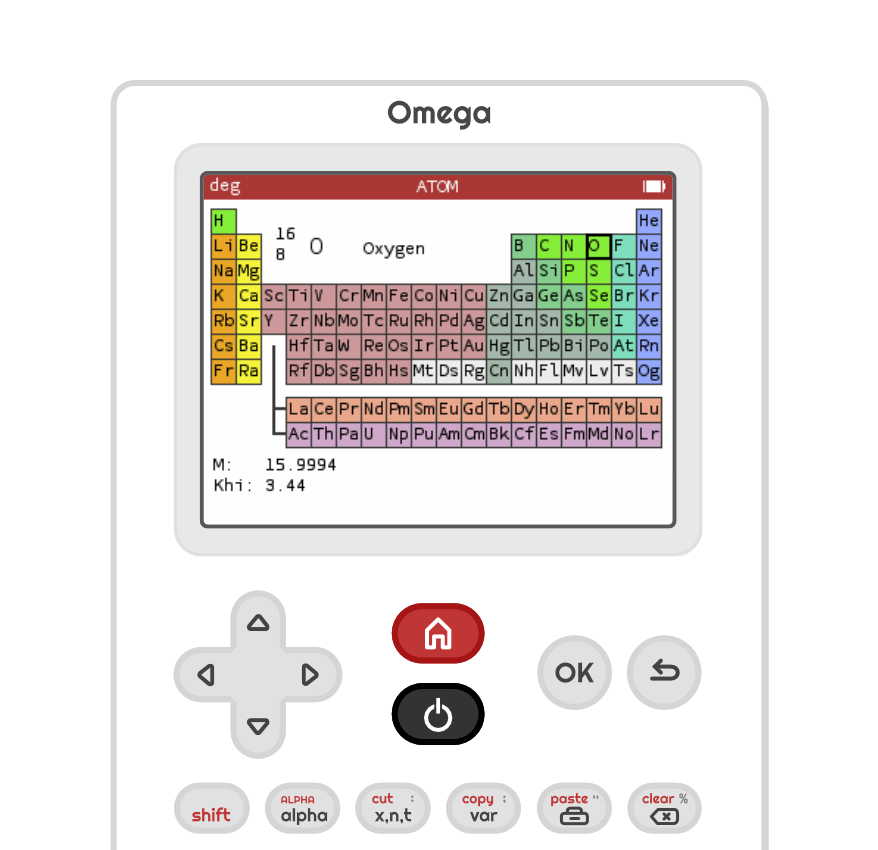 Omega
deg ATOM
H He
Li Be 16 8 O Oxygen B C N O F Ne
Na Mg Al Si P S Cl Ar
K Ca Sc Ti V Cr Mn Fe Co Ni Cu Zn Ga Ge As Se Br Kr
Rb Sr Y Zr Nb Mo Tc Ru Rh Pd Ag Cd In Sn Sb Te I Xe
Cs Ba Hf Ta W Re Os Ir Pt Au Hg Tl Pb Bi Po At Rn
Fr Ra Rf Db Sg Bh Hs Mt Ds Rg Cn Nh Fl Mv Lv Ts Og
La Ce Pr Nd Pm Sm Eu Gd Tb Dy Ho Er Tm Yb Lu
Ac Th Pa U Np Pu Am Cm Bk Cf Es Fm Md No Lr
M: 15.9994
Khi: 3.44
OK
ALPHA cut : copy ; paste " clear %
shift alpha x,n,t var